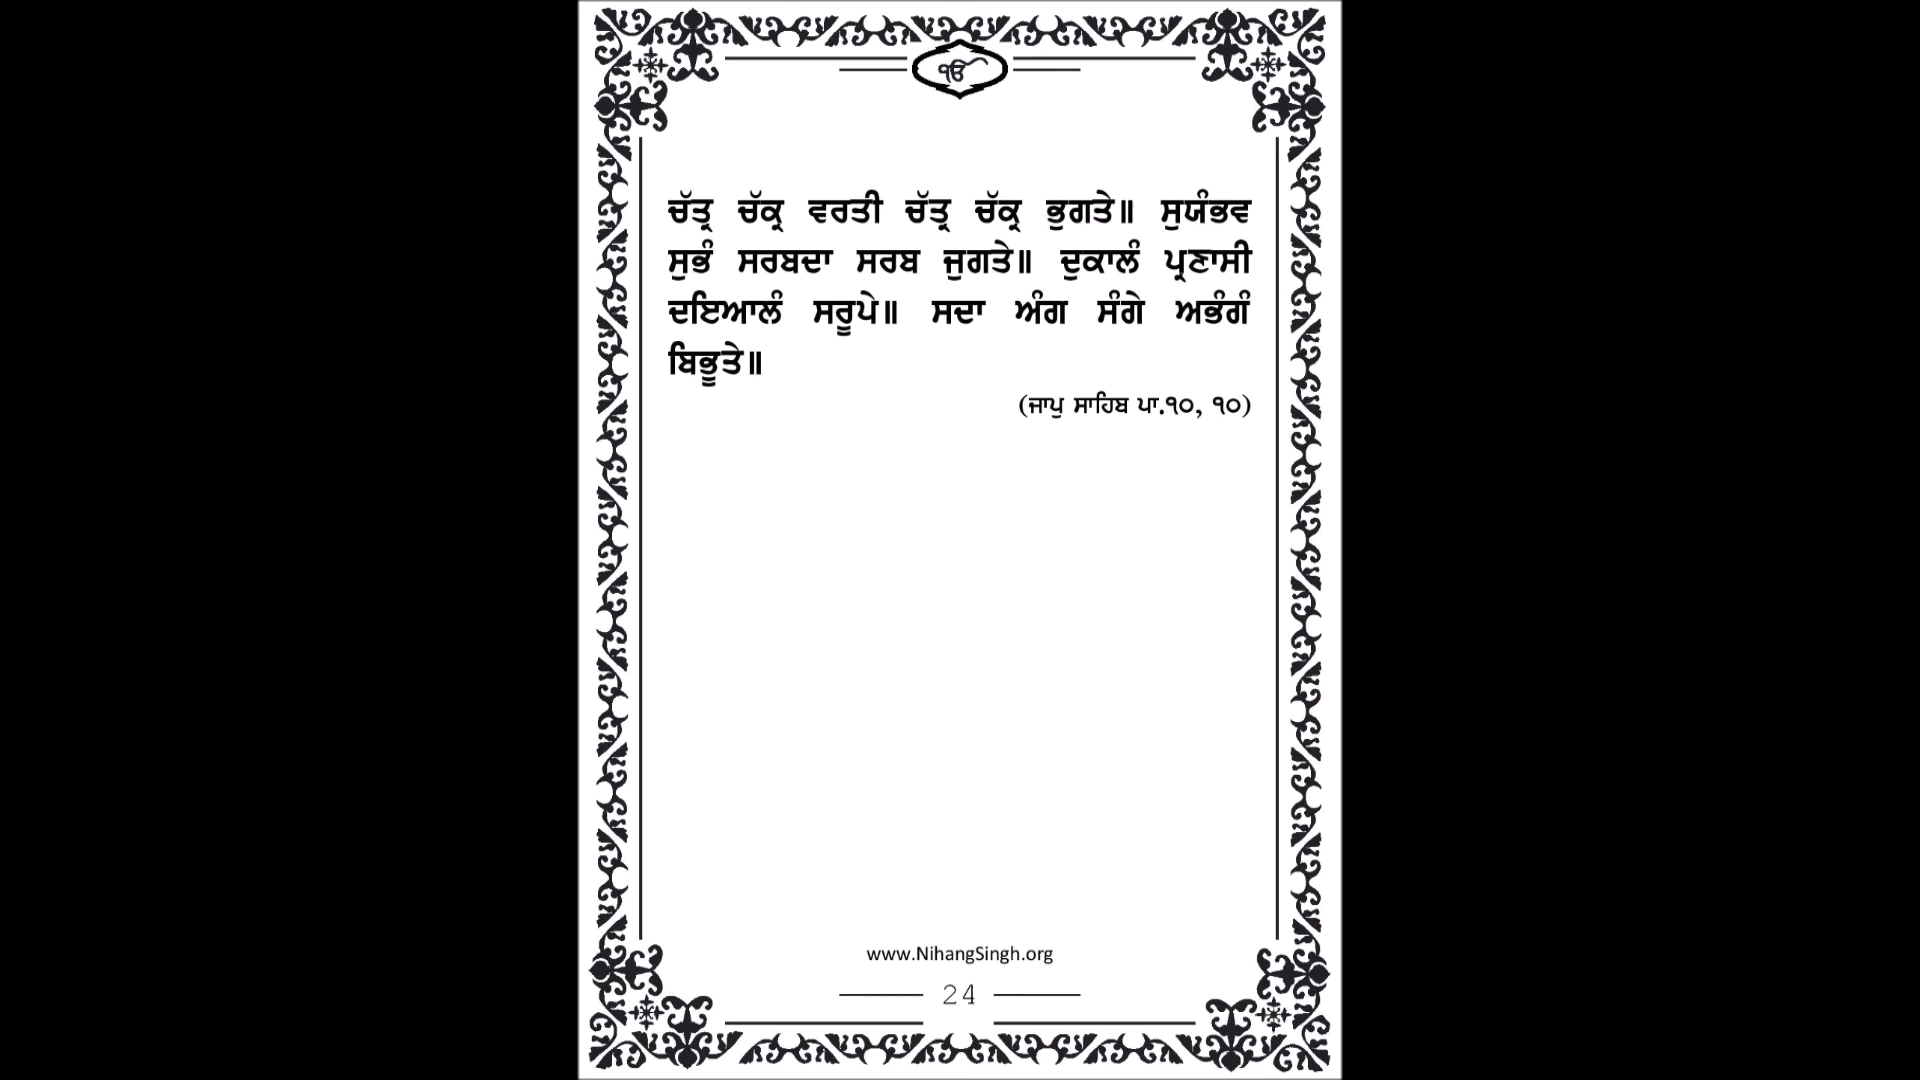 ੴ
ਚੱਤ੍ਰ ਚੱਕ੍ਰ ਵਰਤੀ ਚੱਤ੍ਰ ਚੱਕ੍ਰ ਭੁਗਤੇ॥ ਸੁਯੰਭਵ
ਸੁਭੰ ਸਰਬਦਾ ਸਰਬ ਜੁਗਤੇ॥ ਦੁਕਾਲੰ ਪ੍ਰਣਾਸੀ
ਦਇਆਲੰ ਸਰੂਪੇ॥ ਸਦਾ ਅੰਗ ਸੰਗੇ ਅਭੰਗੰ
ਬਿਭੂਤੇ॥
(ਜਾਪੁ ਸਾਹਿਬ ਪਾ.੧੦, ੧੦)
www.NihangSingh.org
24